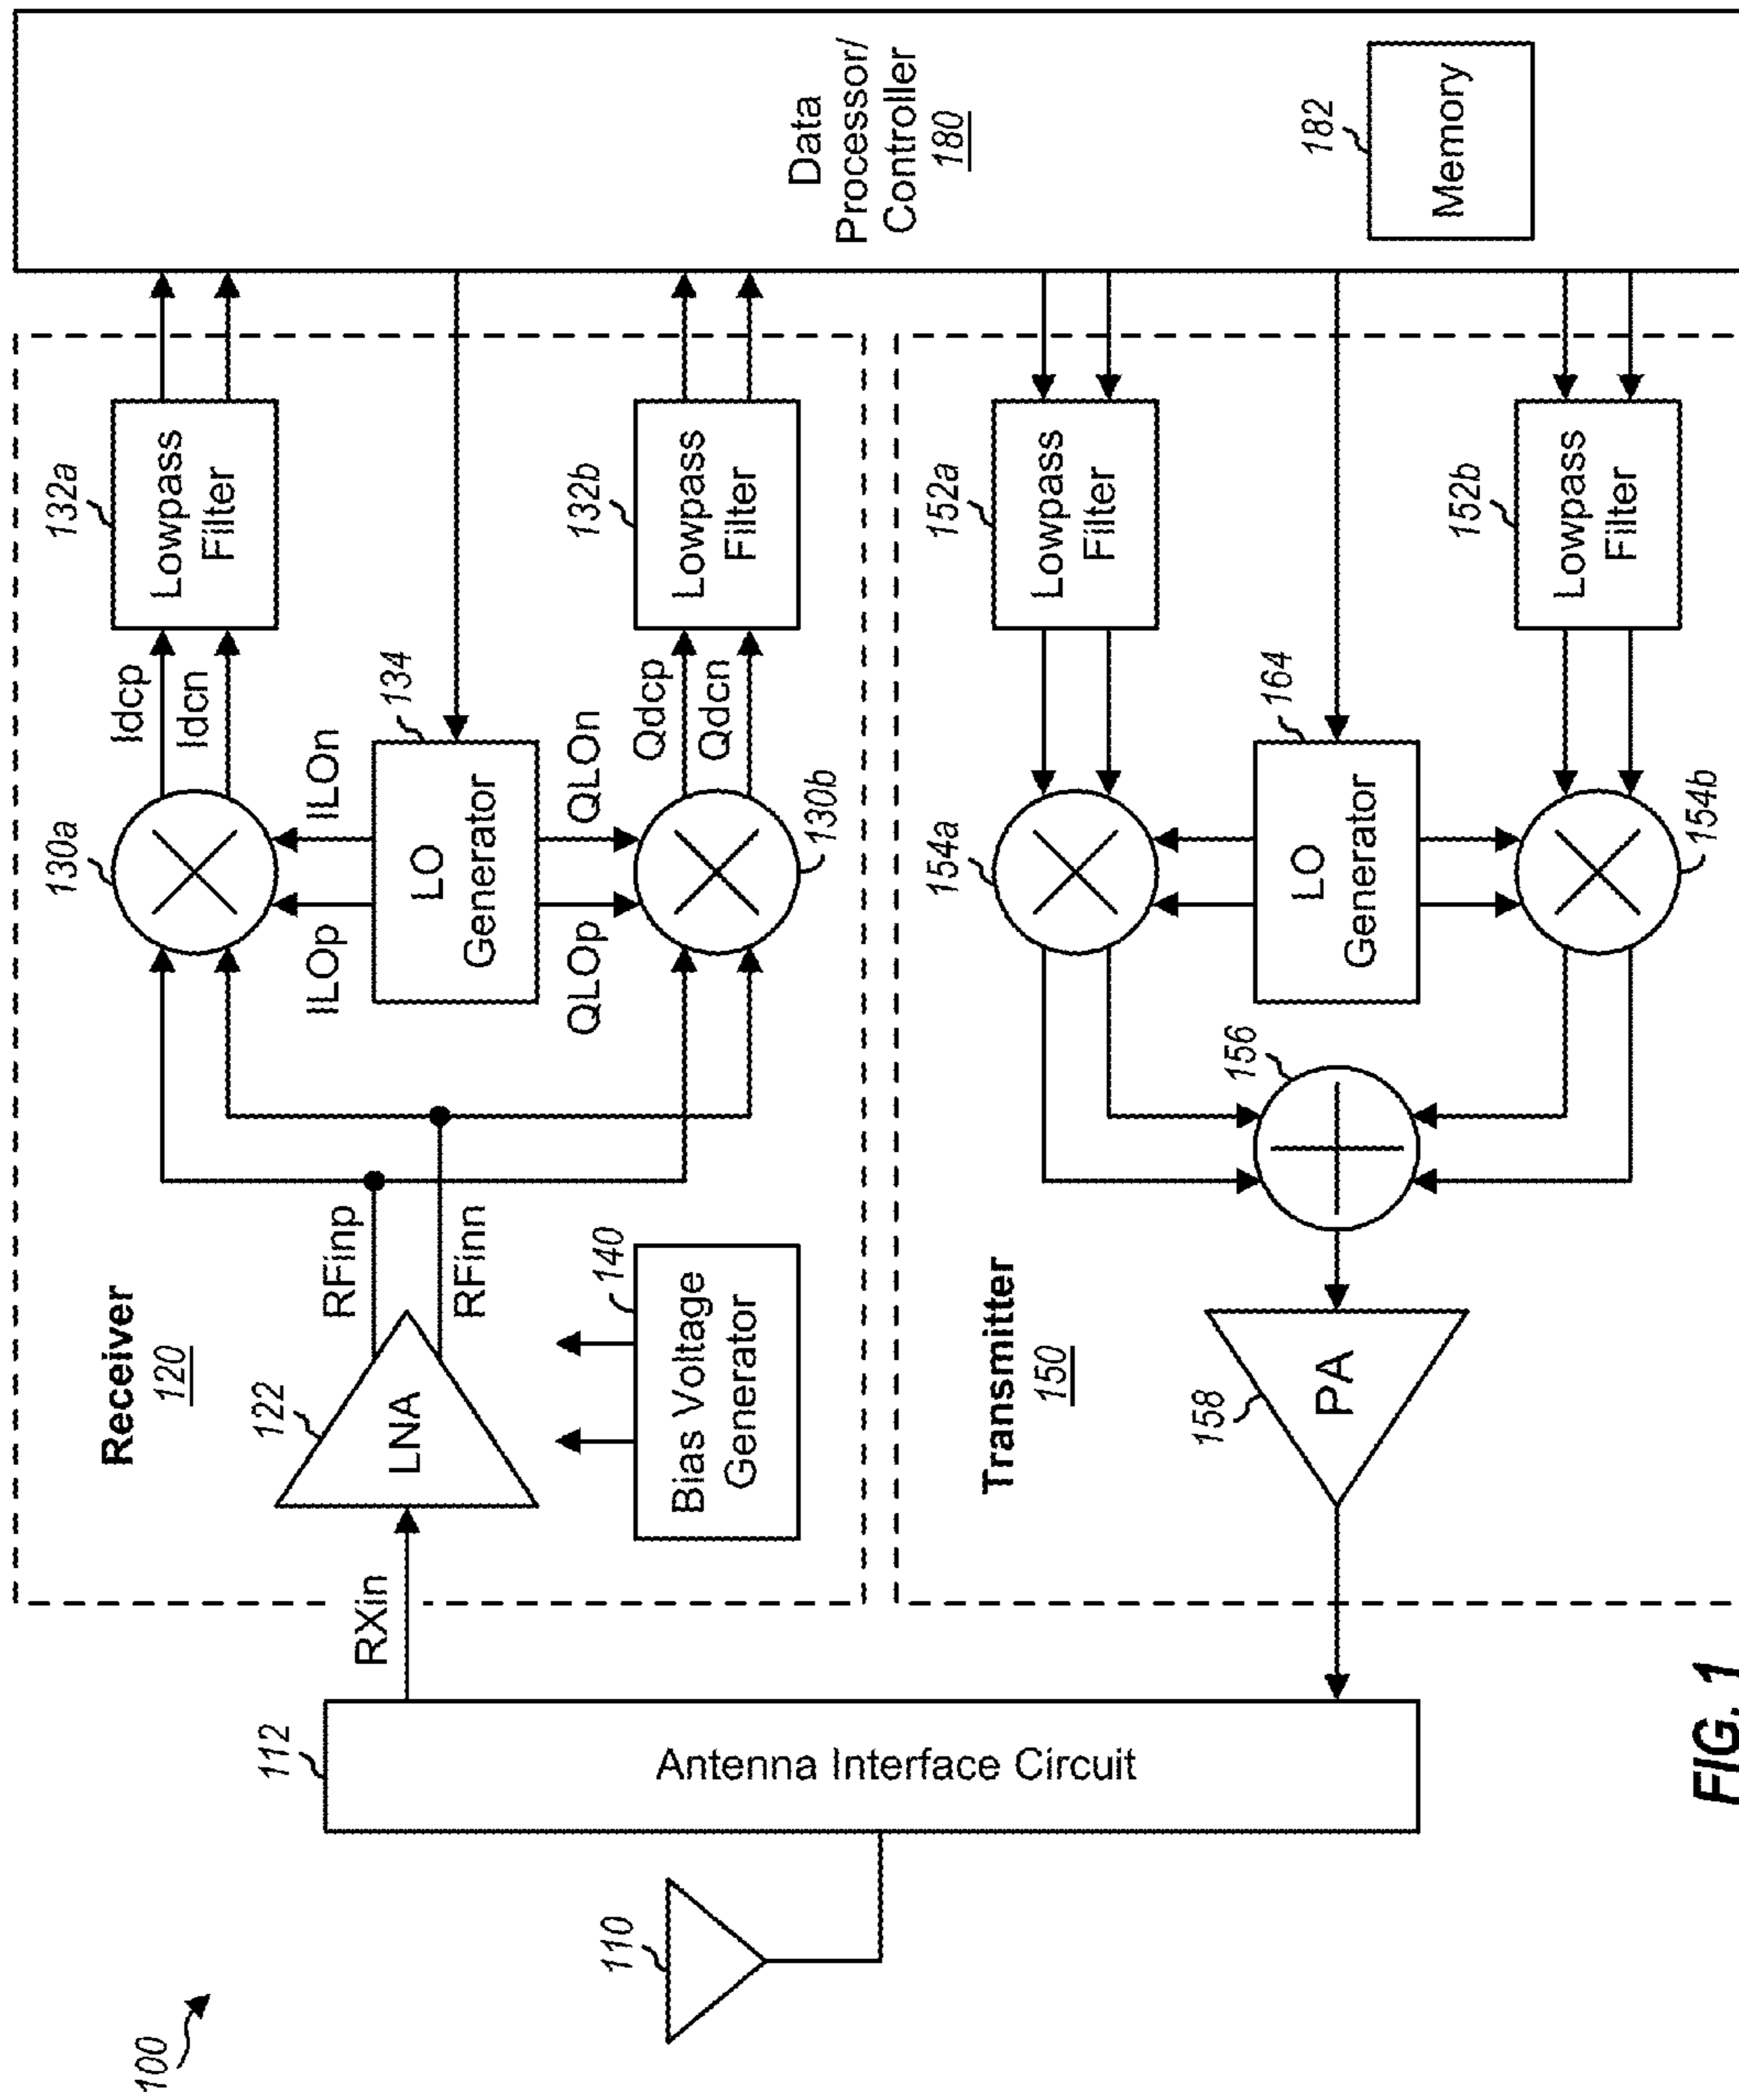 100
110
112
Antenna Interface Circuit
RXin
Receiver
120
122
LNA
RFinp
RFinn
140
Bias Voltage
Generator
130a
ILOp
ILOn
134
LO
Generator
QLOp
QLOn
130b
Idcp
Idcn
132a
Lowpass
Filter
Qdcp
Qdcn
132b
Lowpass
Filter
Transmitter
150
158
PA
156
154a
164
LO
Generator
154b
152a
Lowpass
Filter
152b
Lowpass
Filter
Data
Processor/
Controller
180
182
Memory
FIG. 1